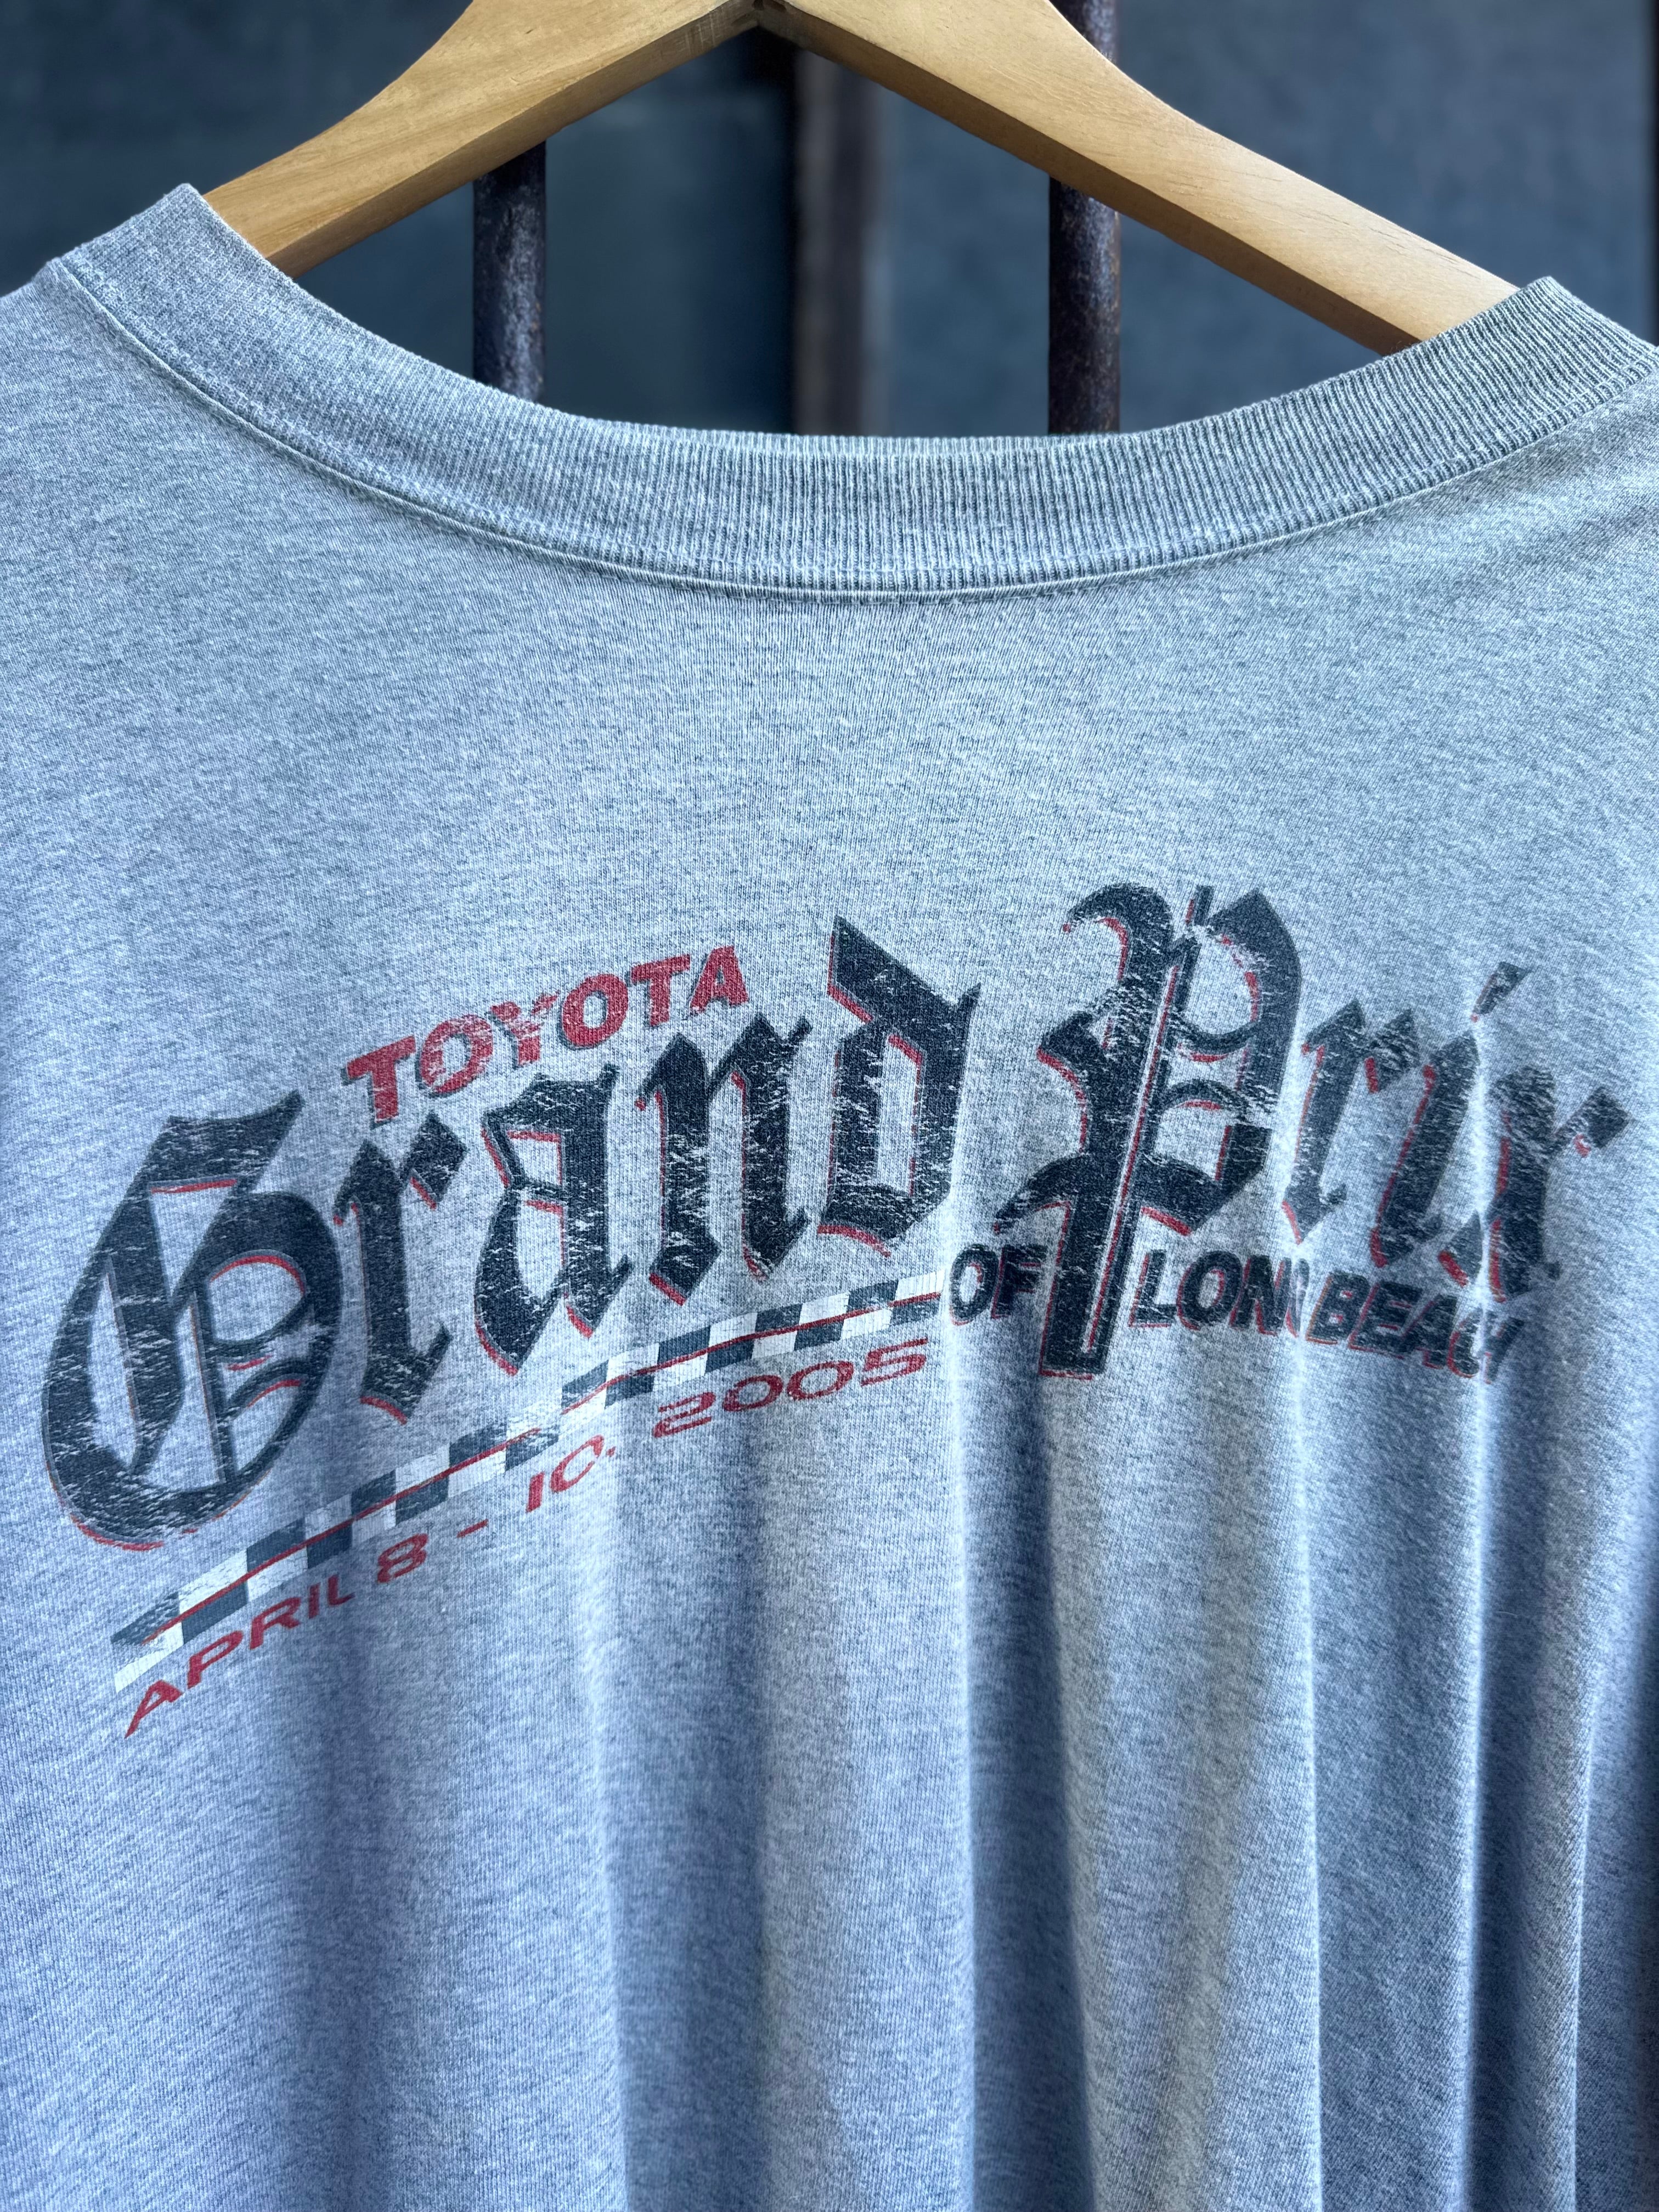 TOYOTA
Grand Prix
OF LONG BEACH
APRIL 8 - 10, 2005